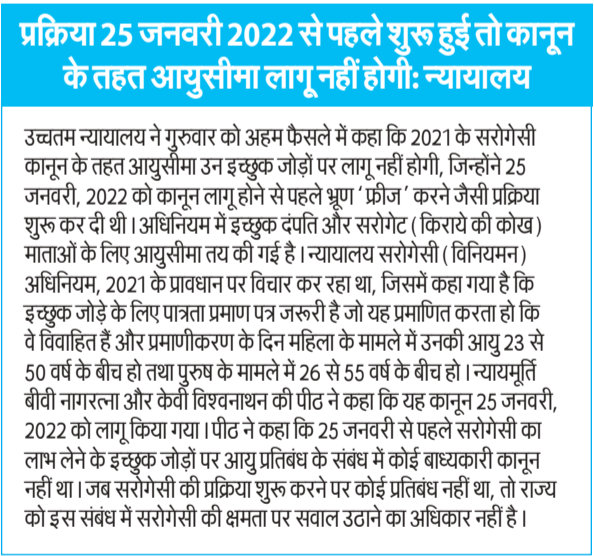 प्रक्रिया 25 जनवरी 2022 से पहले शुरू हुई तो कानून
के तहत आयुसीमा लागू नहीं होगी: न्यायालय
उच्चतम न्यायालय ने गुरुवार को अहम फैसले में कहा कि 2021 के सरोगेसी
कानून के तहत आयुसीमा उन इच्छुक जोड़ों पर लागू नहीं होगी, जिन्होंने 25
जनवरी, 2022 को कानून लागू होने से पहले भ्रूण ‘फ्रीज’ करने जैसी प्रक्रिया
शुरू कर दी थी। अधिनियम में इच्छुक दंपति और सरोगेट (किराये की कोख)
माताओं के लिए आयुसीमा तय की गई है। न्यायालय सरोगेसी (विनियमन)
अधिनियम, 2021 के प्रावधान पर विचार कर रहा था, जिसमें कहा गया है कि
इच्छुक जोड़े के लिए पात्रता प्रमाण पत्र जरूरी है जो यह प्रमाणित करता हो कि
वे विवाहित हैं और प्रमाणीकरण के दिन महिला के मामले में उनकी आयु 23 से
50 वर्ष के बीच हो तथा पुरुष के मामले में 26 से 55 वर्ष के बीच हो। न्यायमूर्ति
बीवी नागरत्ना और केवी विश्वनाथन की पीठ ने कहा कि यह कानून 25 जनवरी,
2022 को लागू किया गया। पीठ ने कहा कि 25 जनवरी से पहले सरोगेसी का
लाभ लेने के इच्छुक जोड़ों पर आयु प्रतिबंध के संबंध में कोई बाध्यकारी कानून
नहीं था। जब सरोगेसी की प्रक्रिया शुरू करने पर कोई प्रतिबंध नहीं था, तो राज्य
को इस संबंध में सरोगेसी की क्षमता पर सवाल उठाने का अधिकार नहीं है।